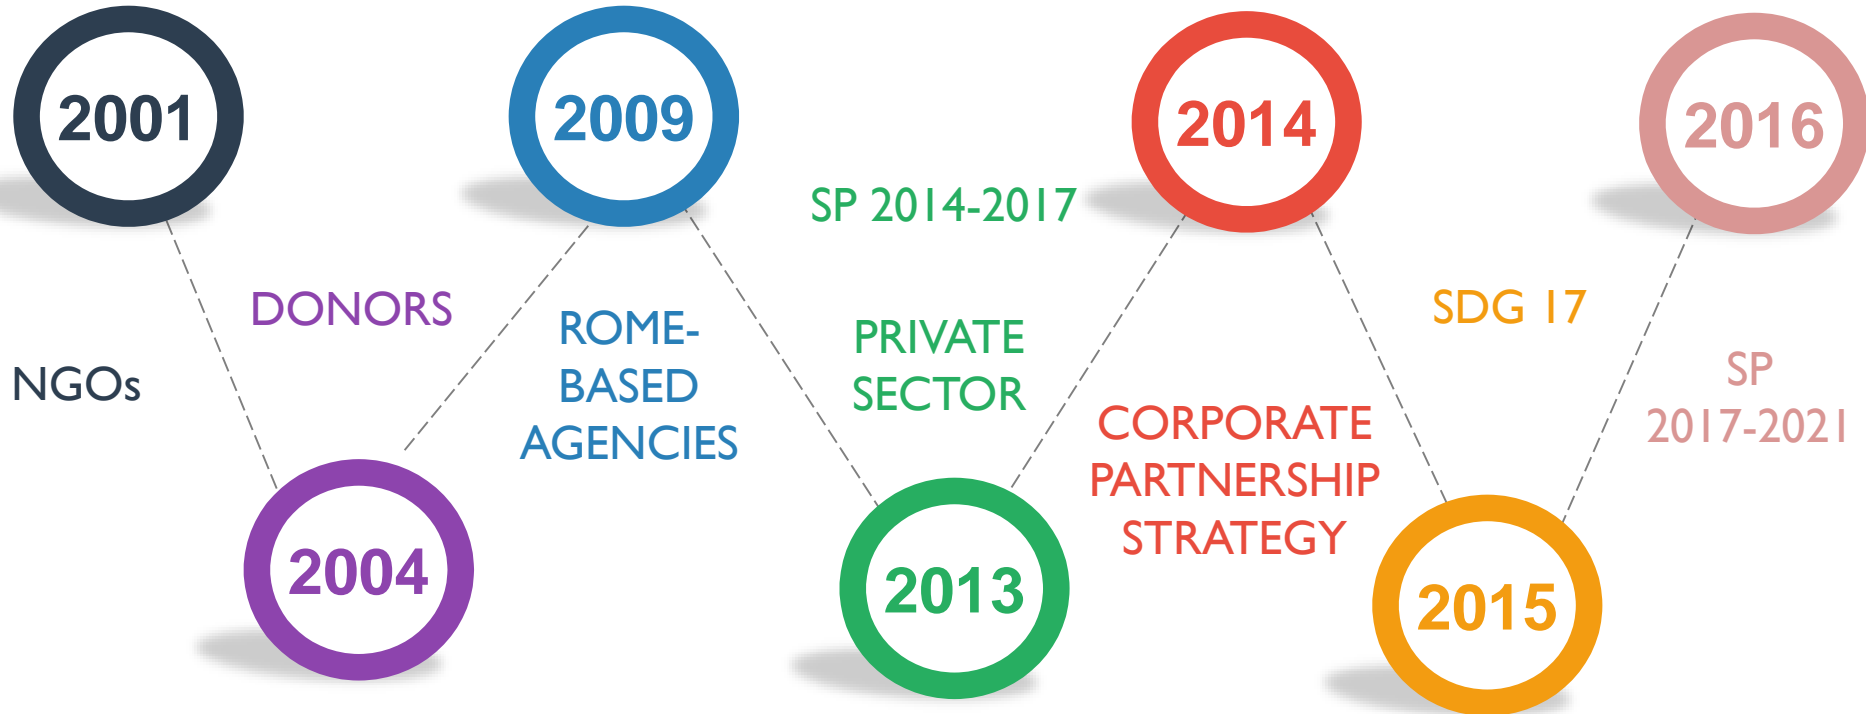 2001
NGOs
DONORS
2004
2009
ROME-
BASED
AGENCIES
SP 2014-2017
PRIVATE
SECTOR
2013
2014
CORPORATE
PARTNERSHIP
STRATEGY
SDG 17
2015
2016
SP
2017-2021